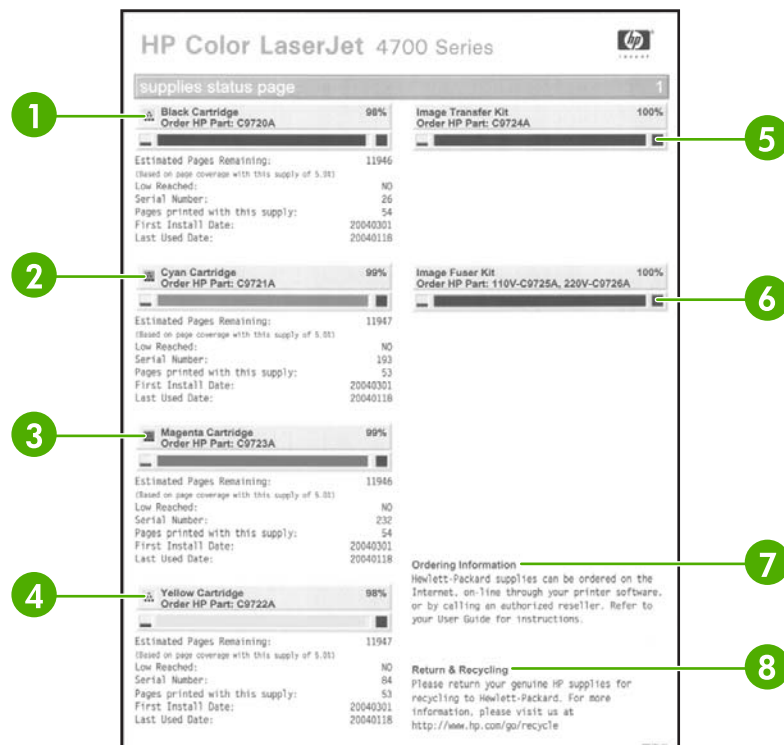 HP Color LaserJet 4700 Series
hp
invent
supplies status page 1
1
Black Cartridge 98%
Order HP Part: C9720A
Estimated Pages Remaining: 11946
(Based on page coverage with this supply of 5.0%)
Low Reached: NO
Serial Number: 26
Pages printed with this supply: 54
First Install Date: 20040301
Last Used Date: 20040118
2
Cyan Cartridge 99%
Order HP Part: C9721A
Estimated Pages Remaining: 11947
(Based on page coverage with this supply of 5.0%)
Low Reached: NO
Serial Number: 193
Pages printed with this supply: 53
First Install Date: 20040301
Last Used Date: 20040118
3
Magenta Cartridge 99%
Order HP Part: C9723A
Estimated Pages Remaining: 11946
(Based on page coverage with this supply of 5.0%)
Low Reached: NO
Serial Number: 232
Pages printed with this supply: 54
First Install Date: 20040301
Last Used Date: 20040118
4
Yellow Cartridge 98%
Order HP Part: C9722A
Estimated Pages Remaining: 11947
(Based on page coverage with this supply of 5.0%)
Low Reached: NO
Serial Number: 84
Pages printed with this supply: 53
First Install Date: 20040301
Last Used Date: 20040118
Image Transfer Kit 100%
Order HP Part: C9724A
5
Image Fuser Kit 100%
Order HP Part: 110V-C9725A, 220V-C9726A
6
Ordering Information
7
Hewlett-Packard supplies can be ordered on the
Internet, on-line through your printer software,
or by calling an authorized reseller. Refer to
your User Guide for instructions.
Return & Recycling
8
Please return your genuine HP supplies for
recycling to Hewlett-Packard. For more
information, please visit us at
http://www.hp.com/go/recycle